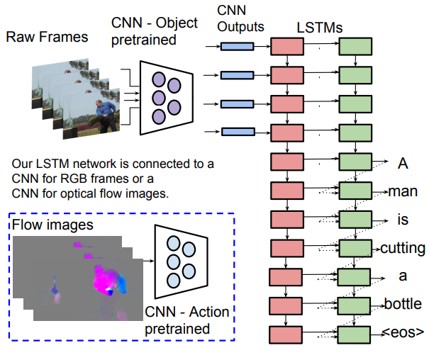 Raw Frames
CNN - Object
pretrained
CNN
Outputs
LSTMs
Our LSTM network is connected to a
CNN for RGB frames or a
CNN for optical flow images.
Flow images
CNN - Action
pretrained
A
man
is
cutting
a
bottle
<eos>